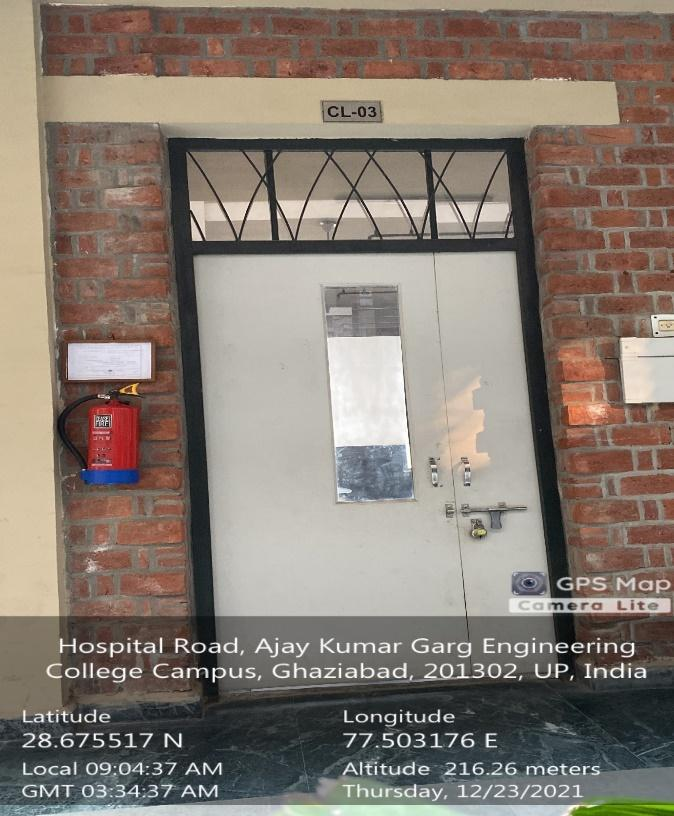 CL-03
CEASE
FIRE
GPS Map
Camera Lite
Hospital Road, Ajay Kumar Garg Engineering
College Campus, Ghaziabad, 201302, UP, India
Latitude
28.675517 N
Longitude
77.503176 E
Local 09:04:37 AM
GMT 03:34:37 AM
Altitude 216.26 meters
Thursday, 12/23/2021